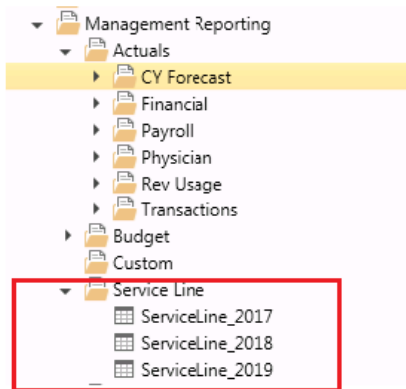 Management Reporting
Actuals
CY Forecast
Financial
Payroll
Physician
Rev Usage
Transactions
Budget
Custom
Service Line
ServiceLine_2017
ServiceLine_2018
ServiceLine_2019